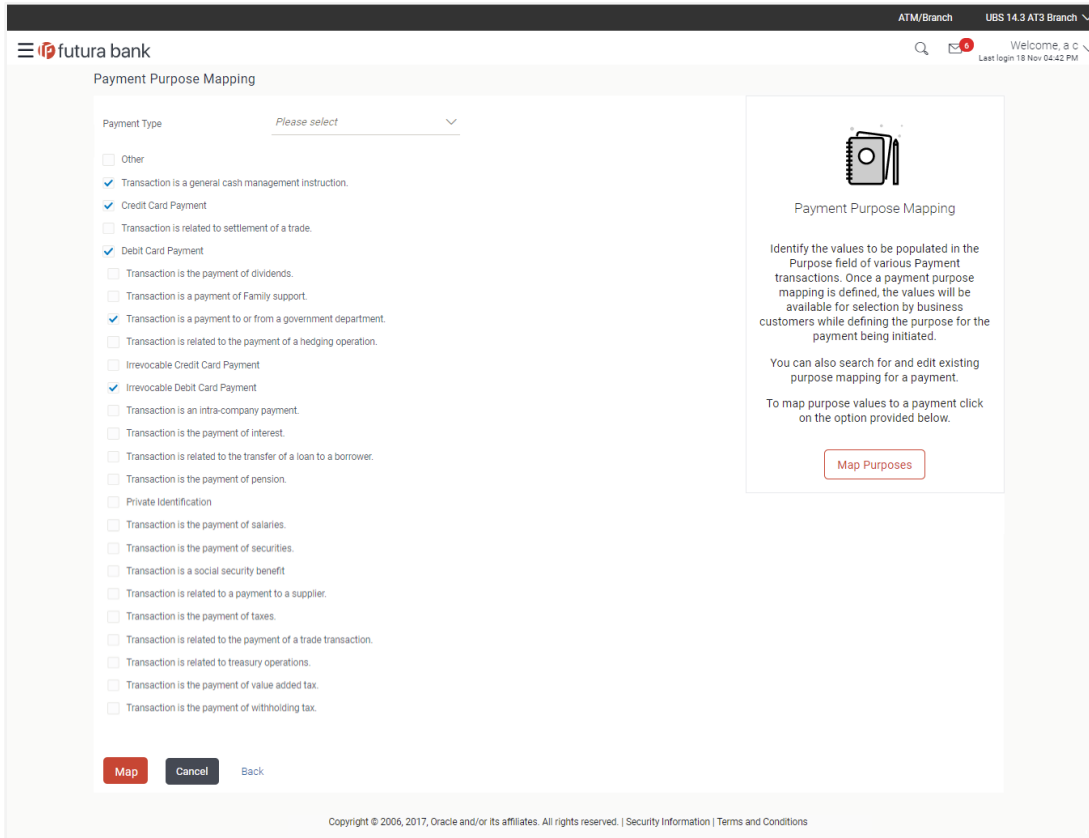 ATM/Branch UBS 14.3 AT3 Branch
futura bank
6
Welcome, a c
Last login 18 Nov 04:42 PM
Payment Purpose Mapping
Payment Type Please select
Other
Transaction is a general cash management instruction.
Credit Card Payment
Transaction is related to settlement of a trade.
Debit Card Payment
Transaction is the payment of dividends.
Transaction is a payment of Family support.
Transaction is a payment to or from a government department.
Transaction is related to the payment of a hedging operation.
Irrevocable Credit Card Payment
Irrevocable Debit Card Payment
Transaction is an intra-company payment.
Transaction is the payment of interest.
Transaction is related to the transfer of a loan to a borrower.
Transaction is the payment of pension.
Private Identification
Transaction is the payment of salaries.
Transaction is the payment of securities.
Transaction is a social security benefit
Transaction is related to a payment to a supplier.
Transaction is the payment of taxes.
Transaction is related to the payment of a trade transaction.
Transaction is related to treasury operations.
Transaction is the payment of value added tax.
Transaction is the payment of withholding tax.
Map Cancel Back
Payment Purpose Mapping
Identify the values to be populated in the
Purpose field of various Payment
transactions. Once a payment purpose
mapping is defined, the values will be
available for selection by business
customers while defining the purpose for the
payment being initiated.
You can also search for and edit existing
purpose mapping for a payment.
To map purpose values to a payment click
on the option provided below.
Map Purposes
Copyright © 2006, 2017, Oracle and/or its affiliates. All rights reserved. | Security Information | Terms and Conditions